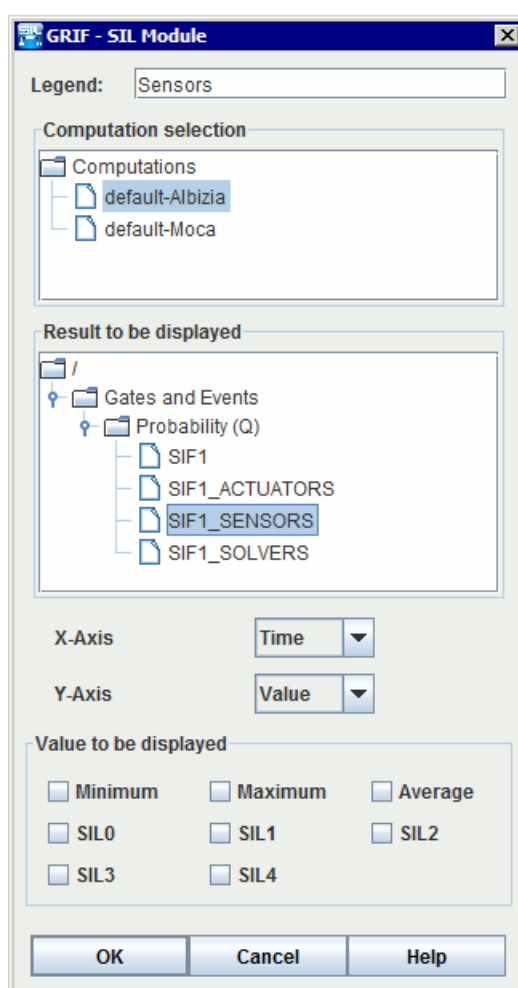 GRIF - SIL Module
Legend: Sensors
Computation selection
Computations
default-Albizia
default-Moca
Result to be displayed
/
Gates and Events
Probability (Q)
SIF1
SIF1_ACTUATORS
SIF1_SENSORS
SIF1_SOLVERS
X-Axis Time
Y-Axis Value
Value to be displayed
Minimum Maximum Average
SIL0 SIL1 SIL2
SIL3 SIL4
OK Cancel Help